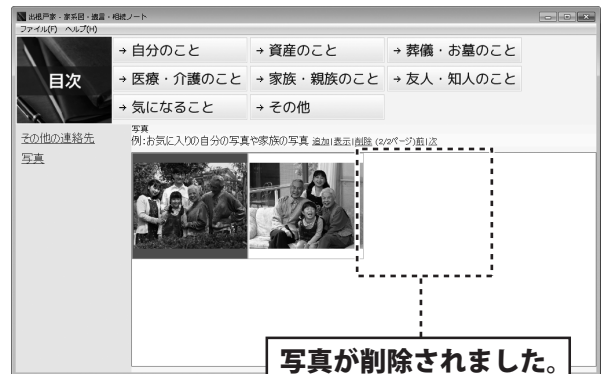 出相戸家・家系図・遺言・相続ノート
ファイル(F) ヘルプ(H)
目次
→ 自分のこと
→ 資産のこと
→ 葬儀・お墓のこと
→ 医療・介護のこと
→ 家族・親族のこと
→ 友人・知人のこと
→ 気になること
→ その他
その他の連絡先
写真
写真
例:お気に入りの自分の写真や家族の写真 追加|表示|削除 (2/2ページ)前|次
写真が削除されました。